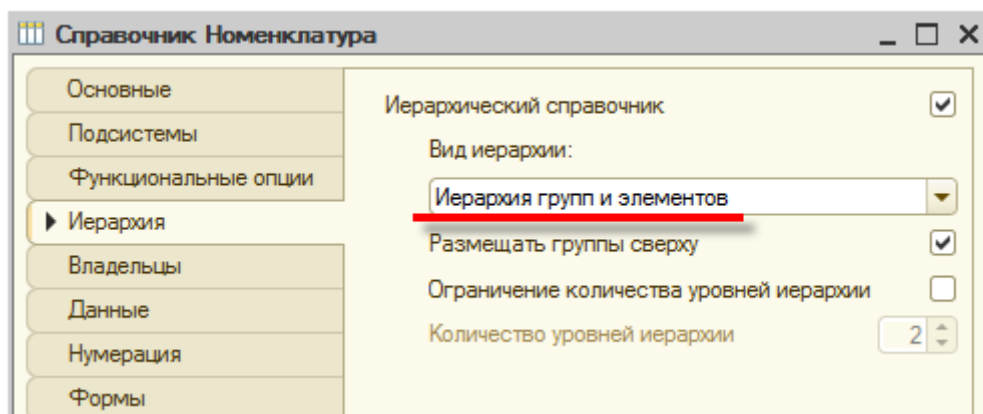 Справочник Номенклатура
Основные
Подсистемы
Функциональные опции
Иерархия
Владельцы
Данные
Нумерация
Формы
Иерархический справочник
Вид иерархии:
Иерархия групп и элементов
Размещать группы сверху
Ограничение количества уровней иерархии
Количество уровней иерархии 2